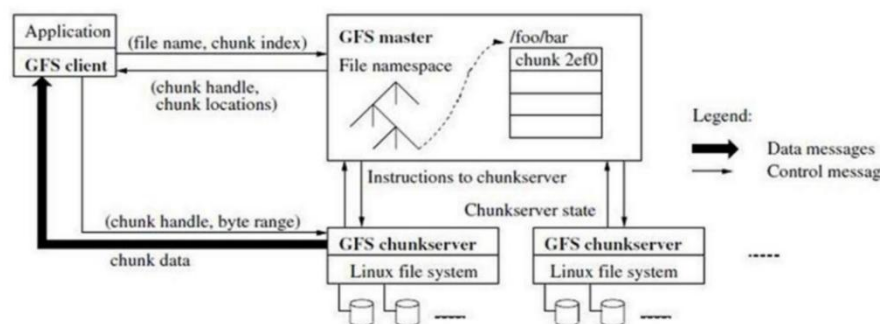 Application
GFS client
(file name, chunk index)
(chunk handle,
chunk locations)
GFS master
File namespace
/foo/bar
chunk 2ef0
Legend:
Data messages
Control messag
Instructions to chunkserver
Chunkserver state
(chunk handle, byte range)
chunk data
GFS chunkserver
Linux file system
GFS chunkserver
Linux file system